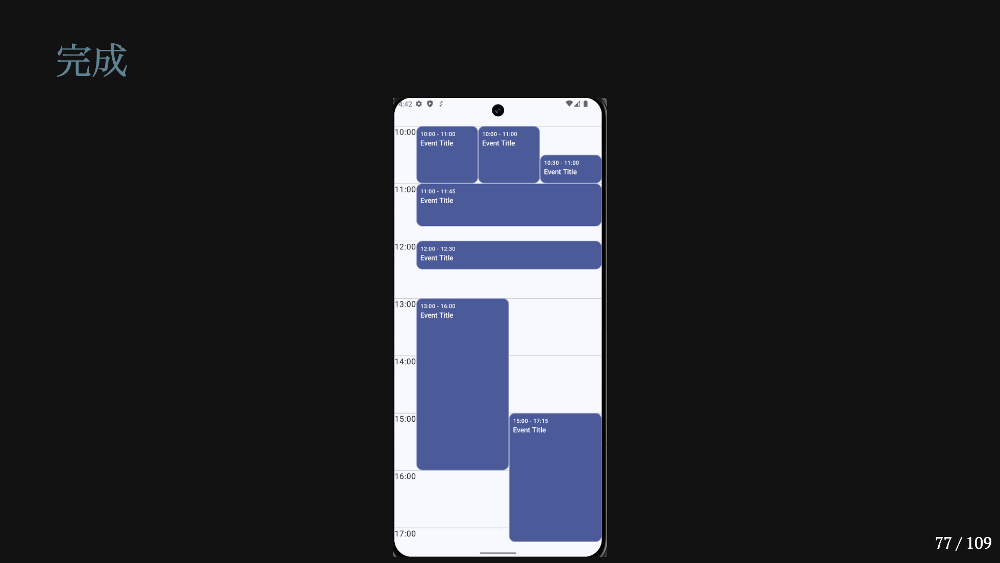 完成
4:42
10:00
10:00 - 11:00
Event Title
10:00 - 11:00
Event Title
10:30 - 11:00
Event Title
11:00
11:00 - 11:45
Event Title
12:00
12:00 - 12:30
Event Title
13:00
13:00 - 16:00
Event Title
14:00
15:00
15:00 - 17:15
Event Title
16:00
17:00
77 / 109